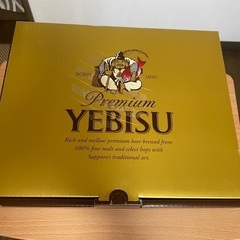 Premium
YEBISU
Rich and mellow premium beer brewed from
100% fine malt and select hops with
Sapporo's traditional art.